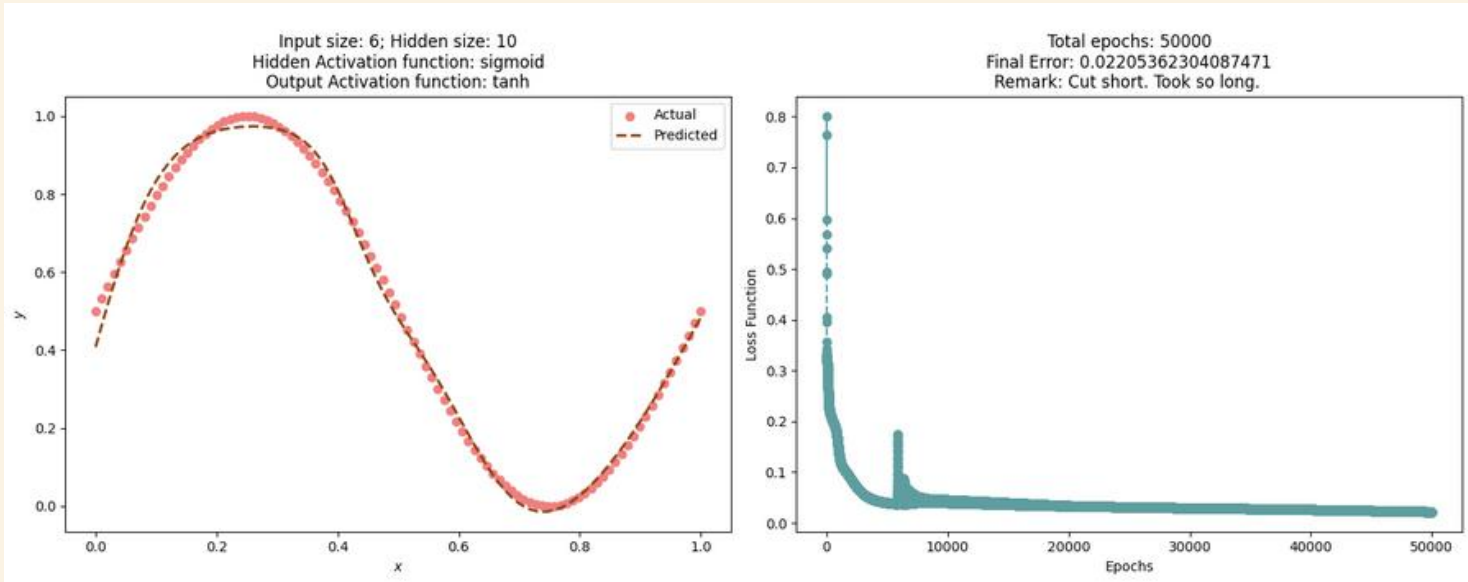 Input size: 6; Hidden size: 10
Hidden Activation function: sigmoid
Output Activation function: tanh
Actual
Predicted
1.0
0.8
0.6
0.4
0.2
0.0
y
0.0 0.2 0.4 0.6 0.8 1.0
x
Total epochs: 50000
Final Error: 0.02205362304087471
Remark: Cut short. Took so long.
0.8
0.7
0.6
0.5
0.4
0.3
0.2
0.1
0.0
Loss Function
0 10000 20000 30000 40000 50000
Epochs